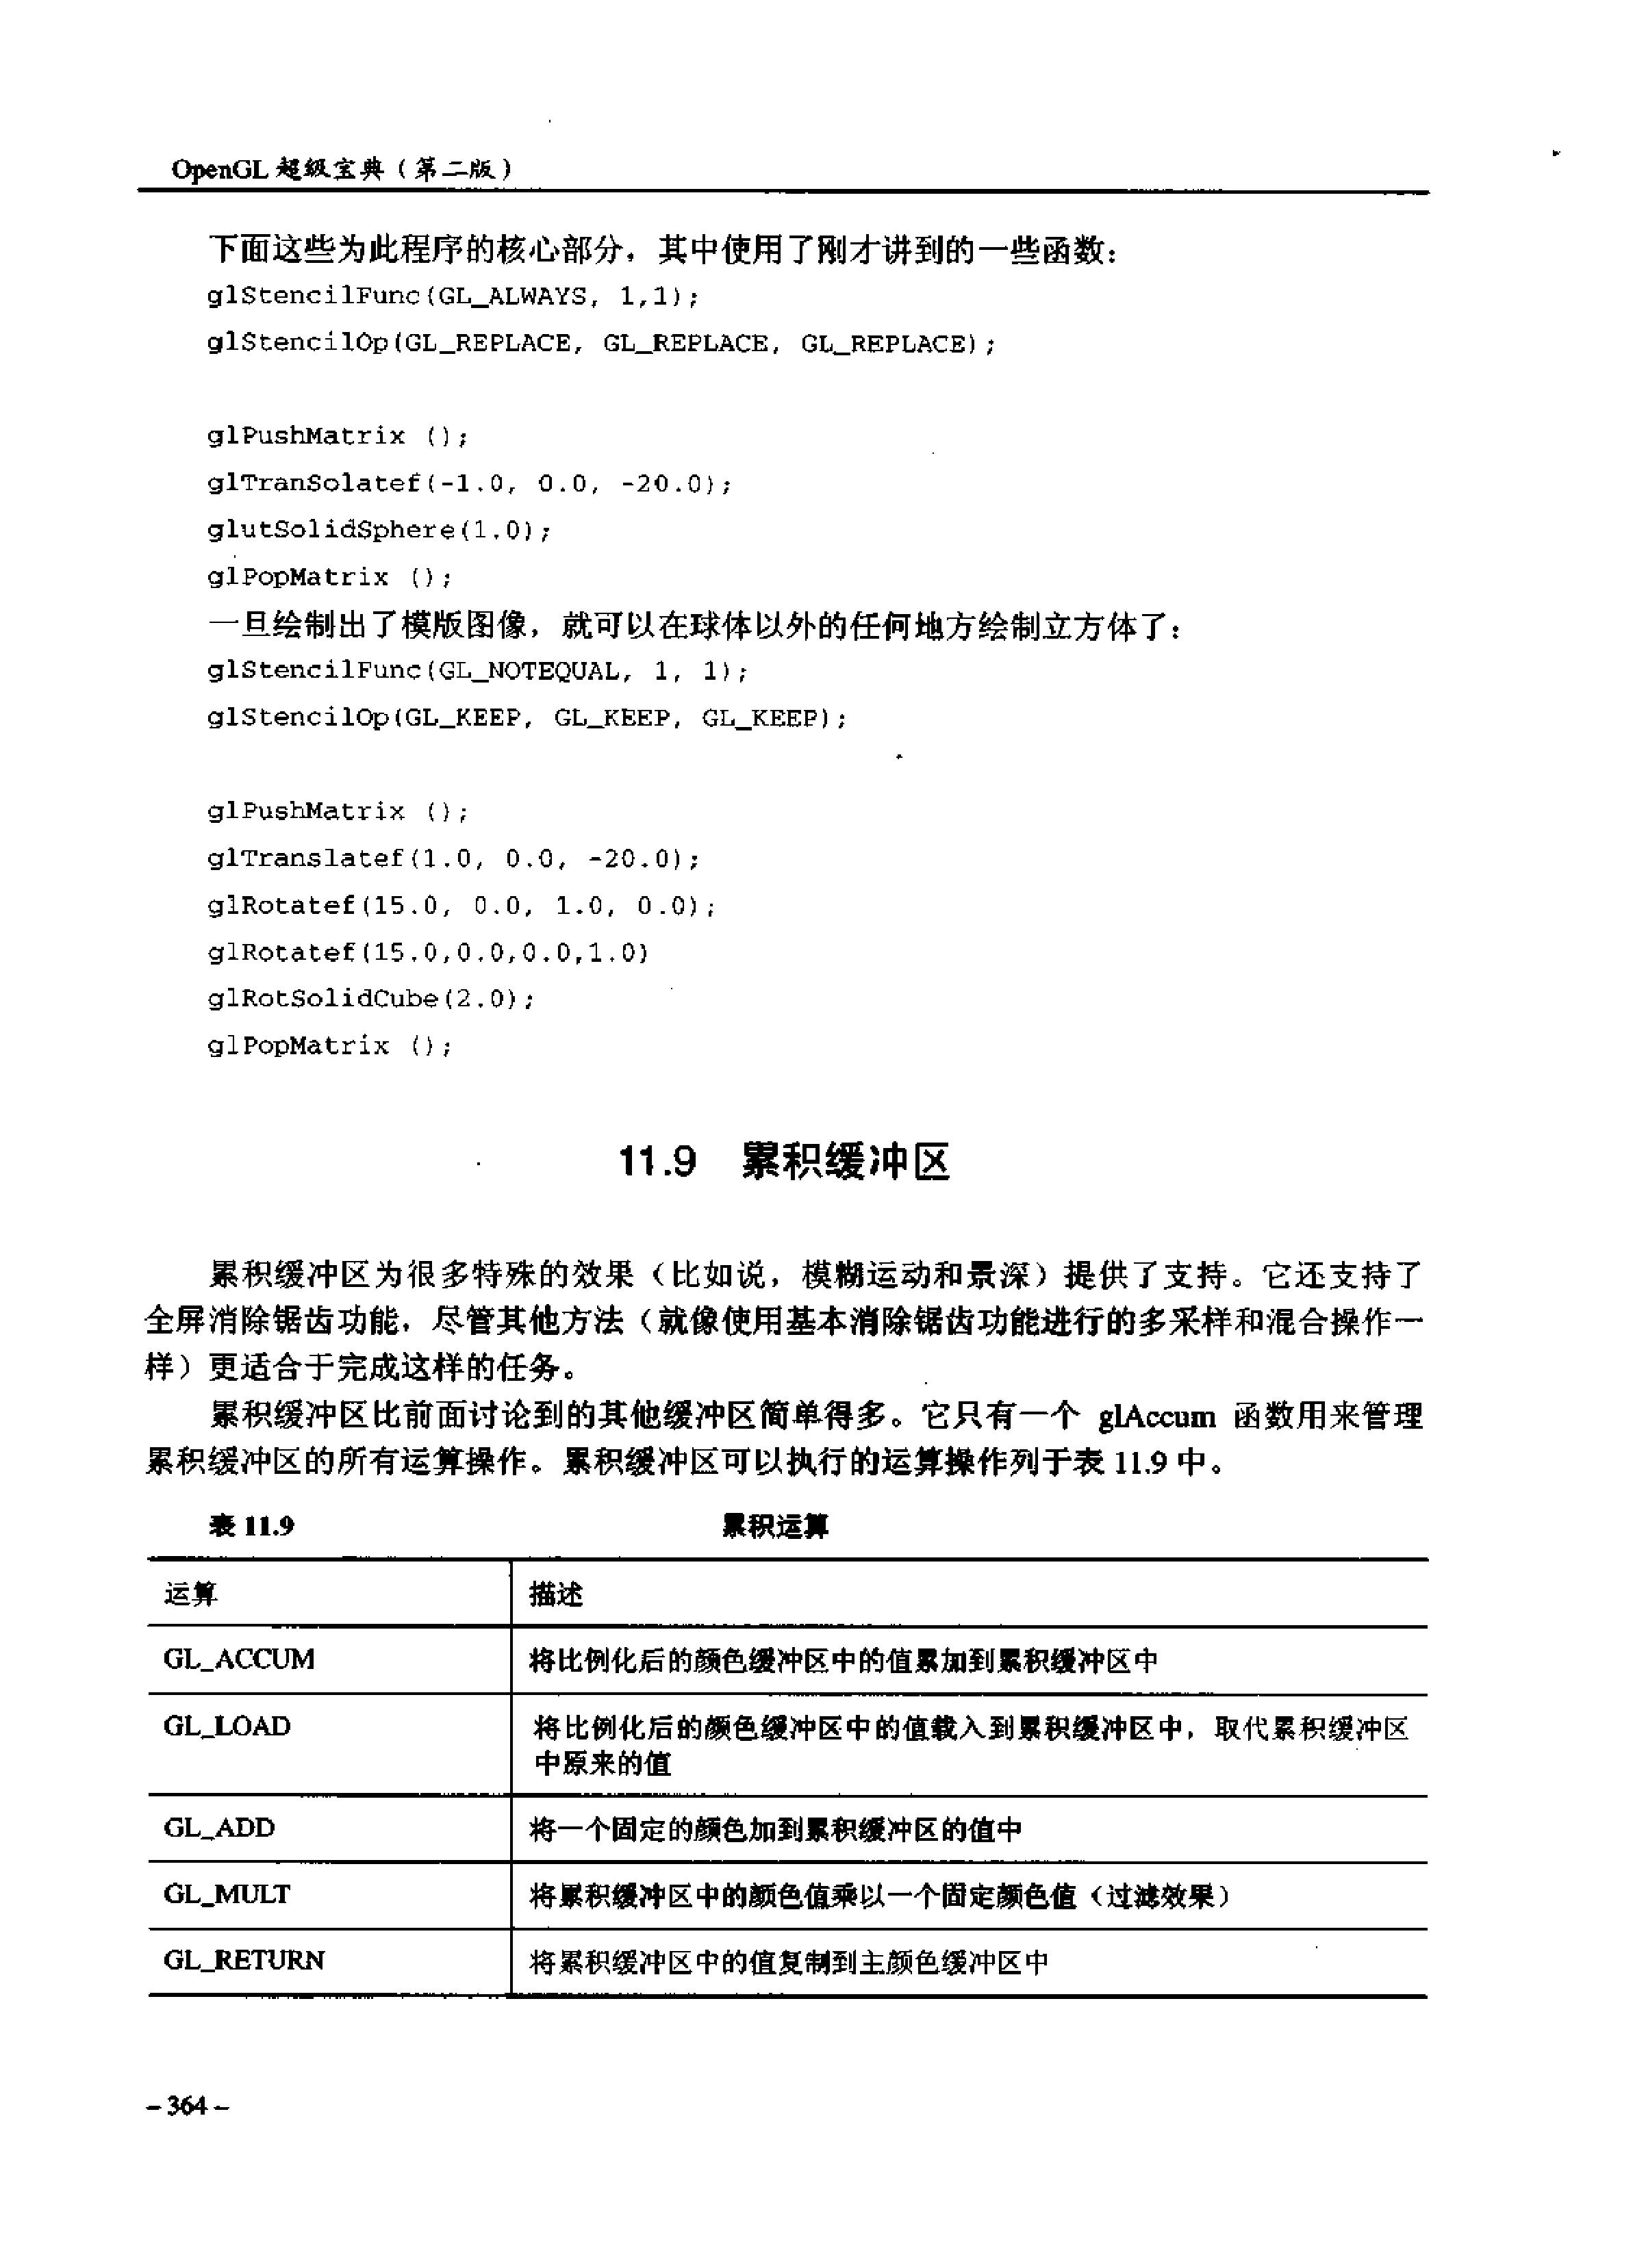 OpenGL 超级宝典（第二版）
下面这些为此程序的核心部分，其中使用了刚才讲到的一些函数：
glStencilFunc(GL_ALWAYS, 1,1);
glStencilOp(GL_REPLACE, GL_REPLACE, GL_REPLACE);
glPushMatrix ();
glTranSolatef(-1.0, 0.0, -20.0);
glutSolidSphere(1.0);
glPopMatrix ();
一旦绘制出了模版图像，就可以在球体以外的任何地方绘制立方体了：
glStencilFunc(GL_NOTEQUAL, 1, 1);
glStencilOp(GL_KEEP, GL_KEEP, GL_KEEP);
glPushMatrix ();
glTranslatef(1.0, 0.0, -20.0);
glRotatef(15.0, 0.0, 1.0, 0.0);
glRotatef(15.0,0.0,0.0,1.0)
glRotSolidCube(2.0);
glPopMatrix ();
11.9 累积缓冲区
累积缓冲区为很多特殊的效果（比如说，模糊运动和景深）提供了支持。它还支持了
全屏消除锯齿功能，尽管其他方法（就像使用基本消除锯齿功能进行的多采样和混合操作一
样）更适合于完成这样的任务。
累积缓冲区比前面讨论到的其他缓冲区简单得多。它只有一个 glAccum 函数用来管理
累积缓冲区的所有运算操作。累积缓冲区可以执行的运算操作列于表 11.9 中。
表 11.9 累积运算
运算 描述
GL_ACCUM 将比例化后的颜色缓冲区中的值累加到累积缓冲区中
GL_LOAD 将比例化后的颜色缓冲区中的值载入到累积缓冲区中，取代累积缓冲区
中原来的值
GL_ADD 将一个固定的颜色加到累积缓冲区的值中
GL_MULT 将累积缓冲区中的颜色值乘以一个固定颜色值（过滤效果）
GL_RETURN 将累积缓冲区中的值复制到主颜色缓冲区中
– 364 –